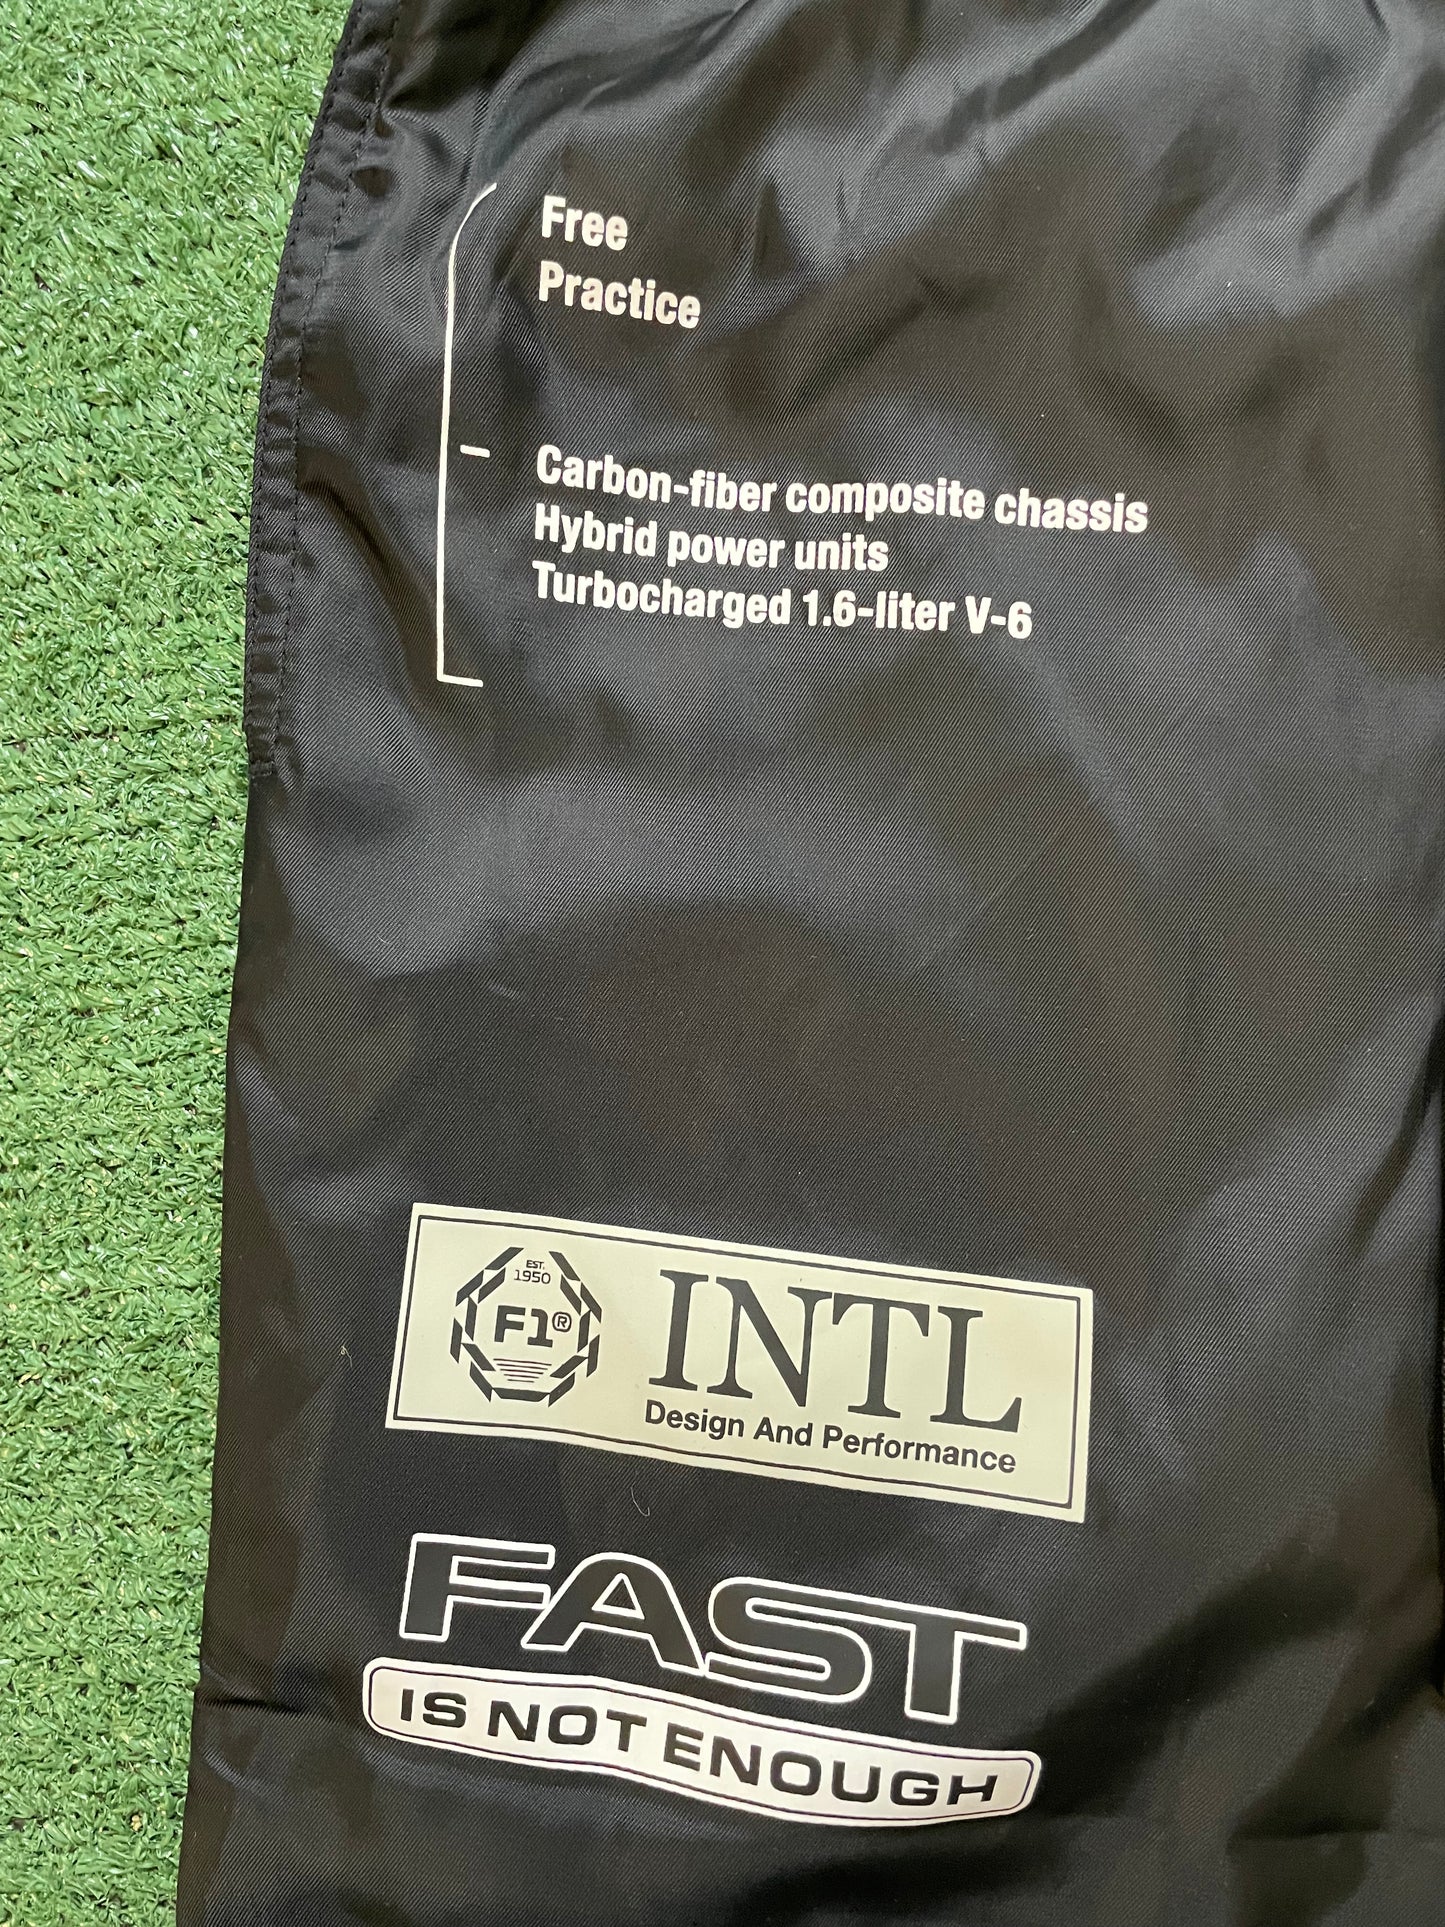 Free
Practice
Carbon-fiber composite chassis
Hybrid power units
Turbocharged 1.6-liter V-6
EST.
1950
F1®
INTL
Design And Performance
FAST
IS NOT ENOUGH